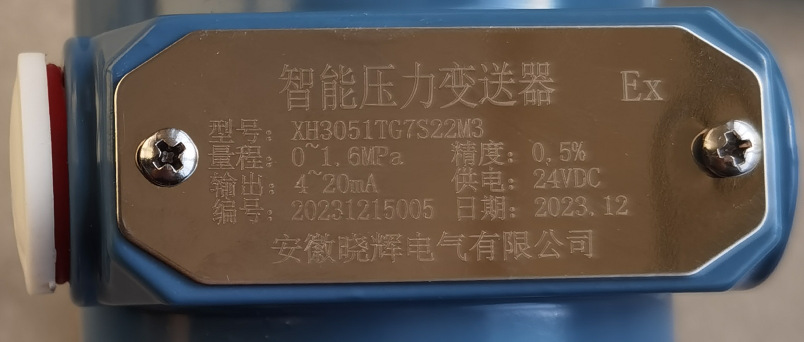 智能压力变送器 Ex
型号: XH3051TG7S22M3
量程: 0~1.6MPa 精度: 0.5%
输出: 4~20mA 供电: 24VDC
编号: 20231215005 日期: 2023.12
安徽晓辉电气有限公司